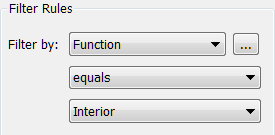 Filter Rules
Filter by: Function ...
equals
Interior